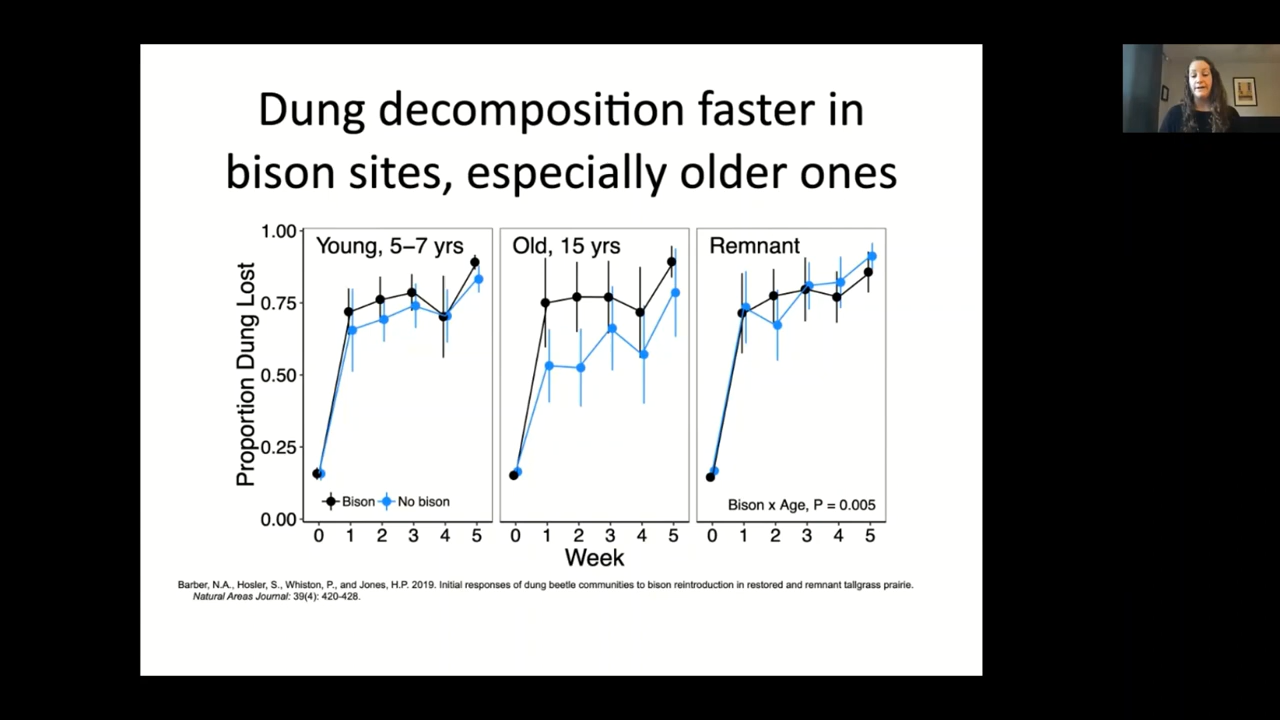 Dung decomposition faster in
bison sites, especially older ones
Proportion Dung Lost
1.00
0.75
0.50
0.25
0.00
Young, 5–7 yrs
Old, 15 yrs
Remnant
Bison No bison
Bison x Age, P = 0.005
0 1 2 3 4 5
0 1 2 3 4 5
0 1 2 3 4 5
Week
Barber, N.A., Hosler, S., Whiston, P., and Jones, H.P. 2019. Initial responses of dung beetle communities to bison reintroduction in restored and remnant tallgrass prairie.
Natural Areas Journal: 39(4): 420-428.